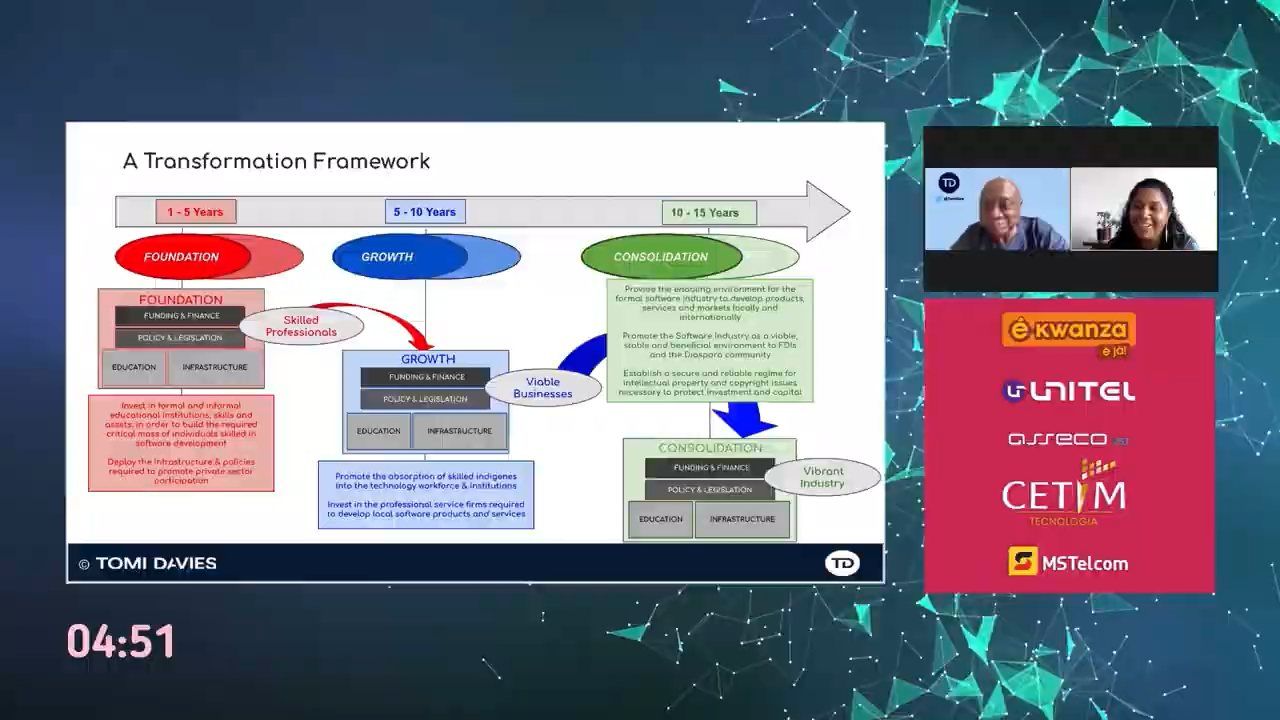 A Transformation Framework
1 - 5 Years
5 - 10 Years
10 - 15 Years
FOUNDATION
GROWTH
CONSOLIDATION
FOUNDATION
FUNDING & FINANCE
POLICY & LEGISLATION
EDUCATION
INFRASTRUCTURE
Invest in formal and informal
educational institutions, skills and
assets, in order to build the required
critical mass of individuals skilled in
software development
Deploy the infrastructure & policies
required to promote private sector
participation
Skilled
Professionals
GROWTH
FUNDING & FINANCE
POLICY & LEGISLATION
EDUCATION
INFRASTRUCTURE
Promote the absorption of skilled indigenes
into the technology workforce & institutions
Invest in the professional service firms required
to develop local software products and services
Viable
Businesses
Provide the enabling environment for the
formal software industry to develop products,
services and markets locally and
internationally
Promote the Software Industry as a viable,
stable and beneficial environment to FDIs
and the Diaspora community
Establish a secure and reliable regime for
intellectual property and copyright issues
necessary to protect investment and capital
CONSOLIDATION
FUNDING & FINANCE
POLICY & LEGISLATION
EDUCATION
INFRASTRUCTURE
Vibrant
Industry
© TOMI DAVIES
TD
04:51
TD
é-kwanza
é já!
UNITEL
asseco
CETIM
TECNOLOGIA
MSTelcom